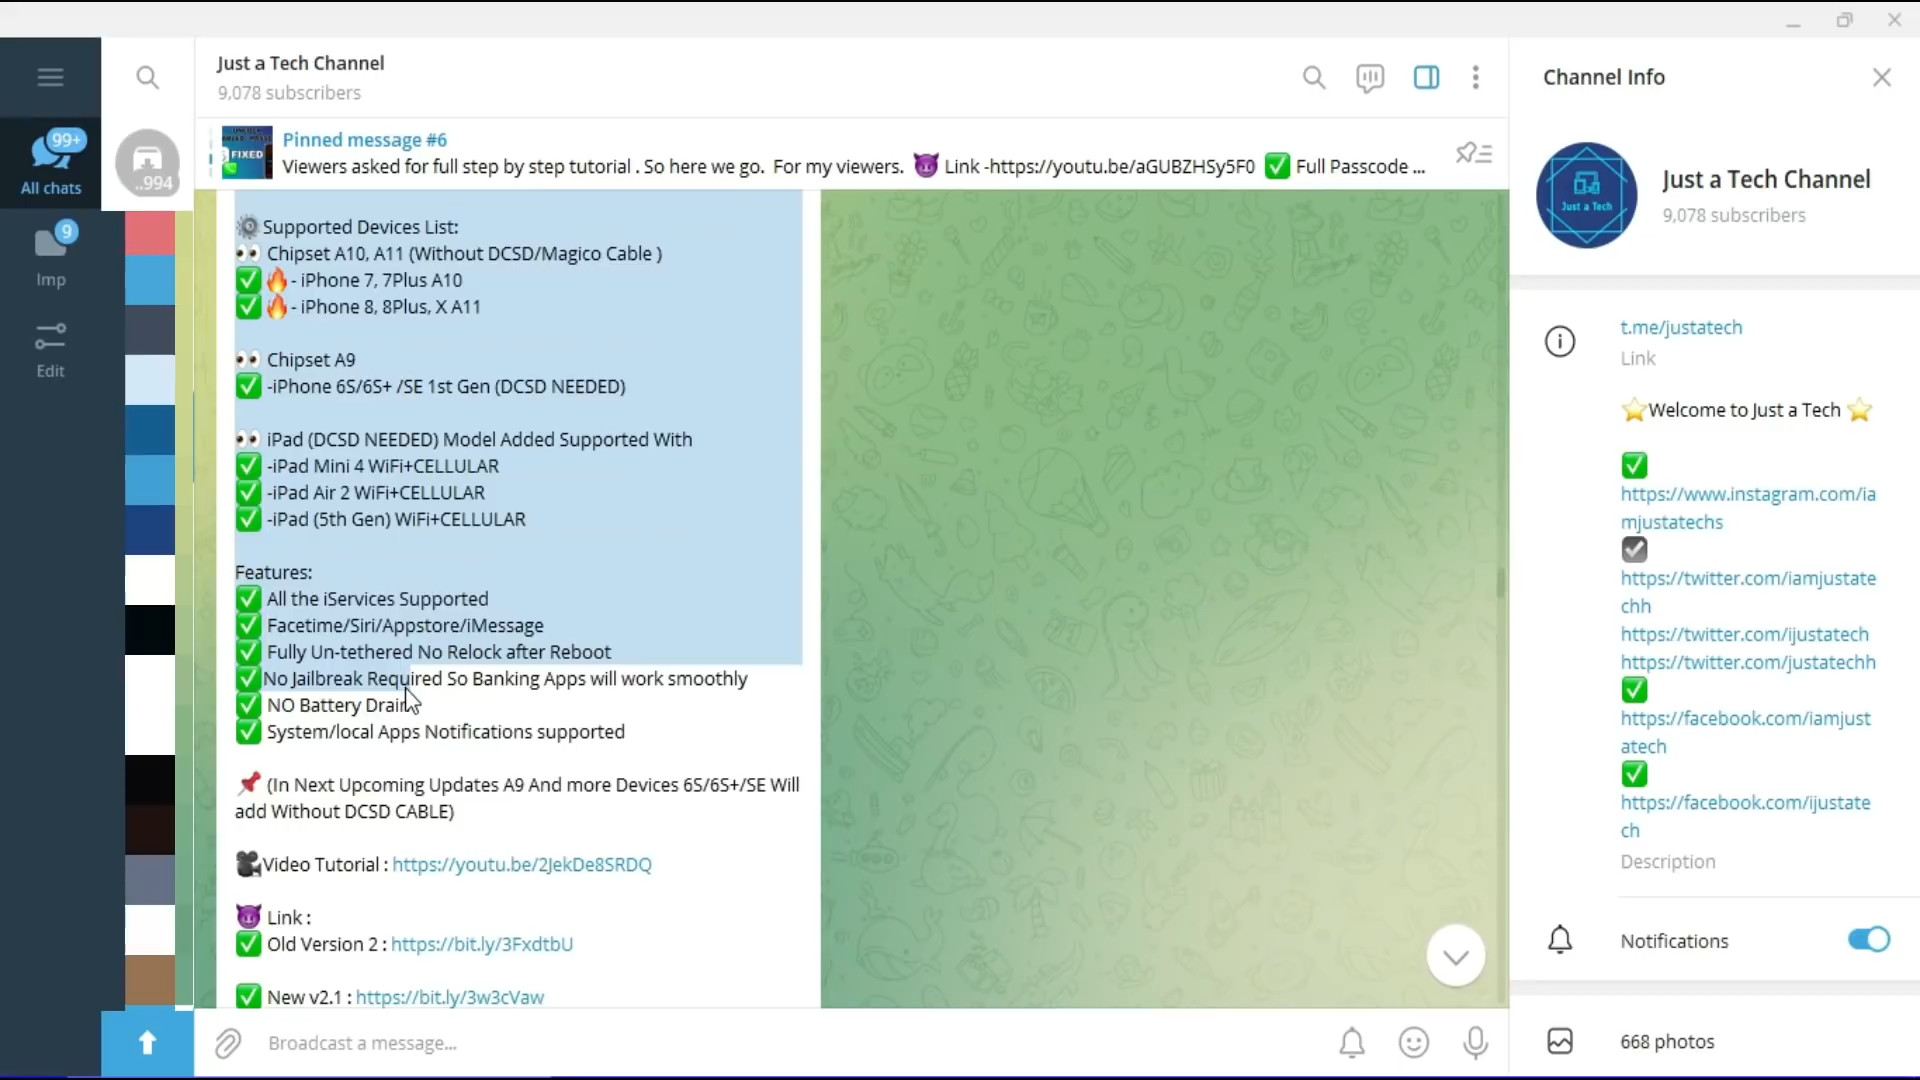 99+
All chats
9
Imp
Edit
..994
Just a Tech Channel
9,078 subscribers
Pinned message #6
Viewers asked for full step by step tutorial . So here we go. For my viewers. 😈 Link -https://youtu.be/aGUBZHSy5F0 ✅ Full Passcode ...
FIXED
⚙️Supported Devices List:
👀 Chipset A10, A11 (Without DCSD/Magico Cable )
✅🔥- iPhone 7, 7Plus A10
✅🔥- iPhone 8, 8Plus, X A11
👀 Chipset A9
✅ -iPhone 6S/6S+ /SE 1st Gen (DCSD NEEDED)
👀 iPad (DCSD NEEDED) Model Added Supported With
✅ -iPad Mini 4 WiFi+CELLULAR
✅ -iPad Air 2 WiFi+CELLULAR
✅ -iPad (5th Gen) WiFi+CELLULAR
Features:
✅ All the iServices Supported
✅ Facetime/Siri/Appstore/iMessage
✅ Fully Un-tethered No Relock after Reboot
✅No Jailbreak Required So Banking Apps will work smoothly
✅ NO Battery Drain
✅ System/local Apps Notifications supported
📌 (In Next Upcoming Updates A9 And more Devices 6S/6S+/SE Will
add Without DCSD CABLE)
🎥Video Tutorial : https://youtu.be/2JekDe8SRDQ
😈 Link :
✅ Old Version 2 : https://bit.ly/3FxdtbU
✅ New v2.1 : https://bit.ly/3w3cVaw
Broadcast a message...
Channel Info
Just a Tech
Just a Tech Channel
9,078 subscribers
t.me/justatech
Link
⭐Welcome to Just a Tech ⭐
✅
https://www.instagram.com/ia
mjustatechs
☑
https://twitter.com/iamjustate
chh
https://twitter.com/ijustatech
https://twitter.com/justatechh
✅
https://facebook.com/iamjust
atech
✅
https://facebook.com/ijustate
ch
Description
Notifications
668 photos